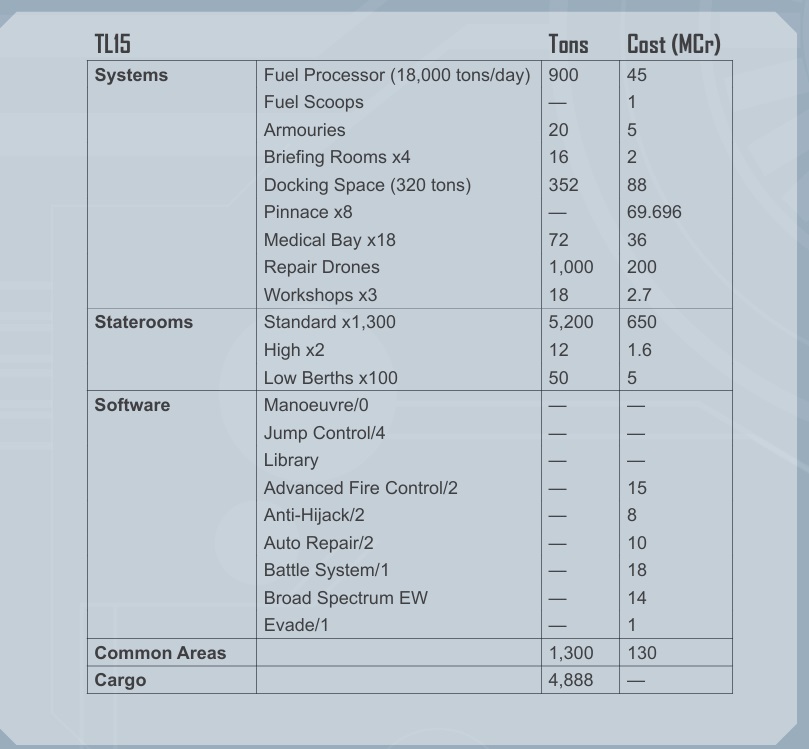 TL15 Tons Cost (MCr)
Systems Fuel Processor (18,000 tons/day) 900 45
Fuel Scoops — 1
Armouries 20 5
Briefing Rooms x4 16 2
Docking Space (320 tons) 352 88
Pinnace x8 — 69.696
Medical Bay x18 72 36
Repair Drones 1,000 200
Workshops x3 18 2.7
Staterooms Standard x1,300 5,200 650
High x2 12 1.6
Low Berths x100 50 5
Software Manoeuvre/0 — —
Jump Control/4 — —
Library — —
Advanced Fire Control/2 — 15
Anti-Hijack/2 — 8
Auto Repair/2 — 10
Battle System/1 — 18
Broad Spectrum EW — 14
Evade/1 — 1
Common Areas 1,300 130
Cargo 4,888 —